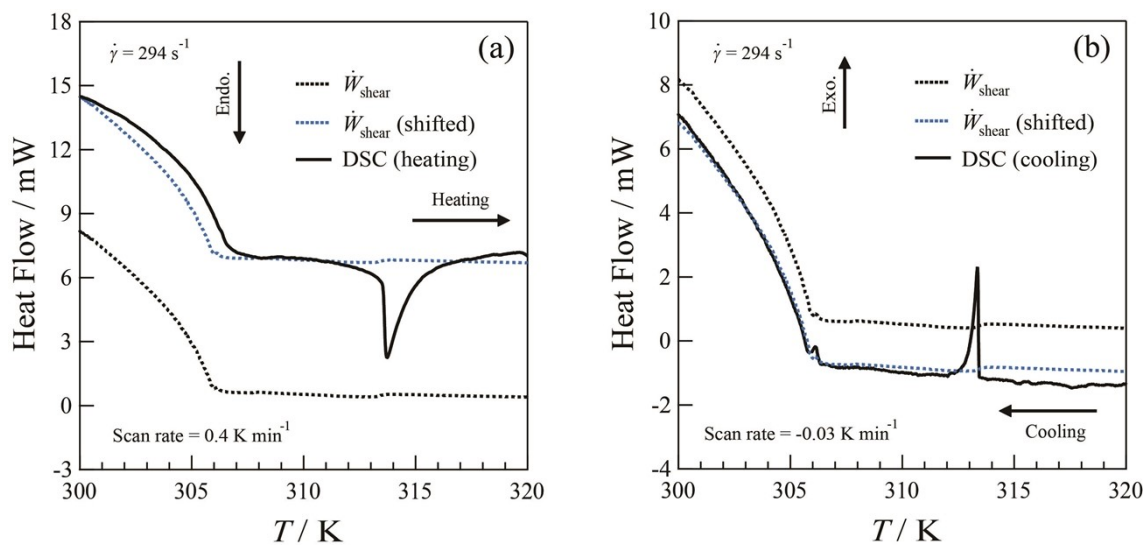 (a)
γ̇ = 294 s⁻¹
Endo.
Ẇshear
Ẇshear (shifted)
DSC (heating)
Heating
Scan rate = 0.4 K min⁻¹
Heat Flow / mW
18
15
12
9
6
3
0
-3
300
305
310
315
320
T / K
(b)
γ̇ = 294 s⁻¹
Exo.
Ẇshear
Ẇshear (shifted)
DSC (cooling)
Cooling
Scan rate = -0.03 K min⁻¹
Heat Flow / mW
10
8
6
4
2
0
-2
-4
300
305
310
315
320
T / K